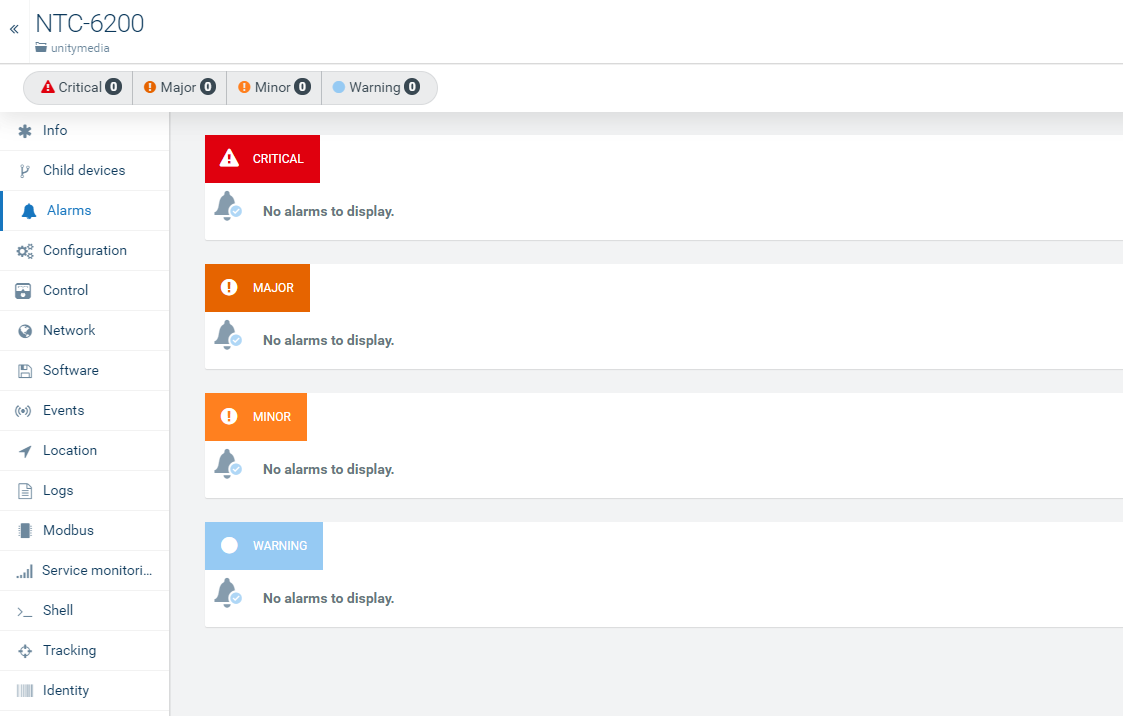 NTC-6200
unitymedia
Critical 0 Major 0 Minor 0 Warning 0
Info
Child devices
Alarms
Configuration
Control
Network
Software
Events
Location
Logs
Modbus
Service monitori...
Shell
Tracking
Identity
CRITICAL
No alarms to display.
MAJOR
No alarms to display.
MINOR
No alarms to display.
WARNING
No alarms to display.